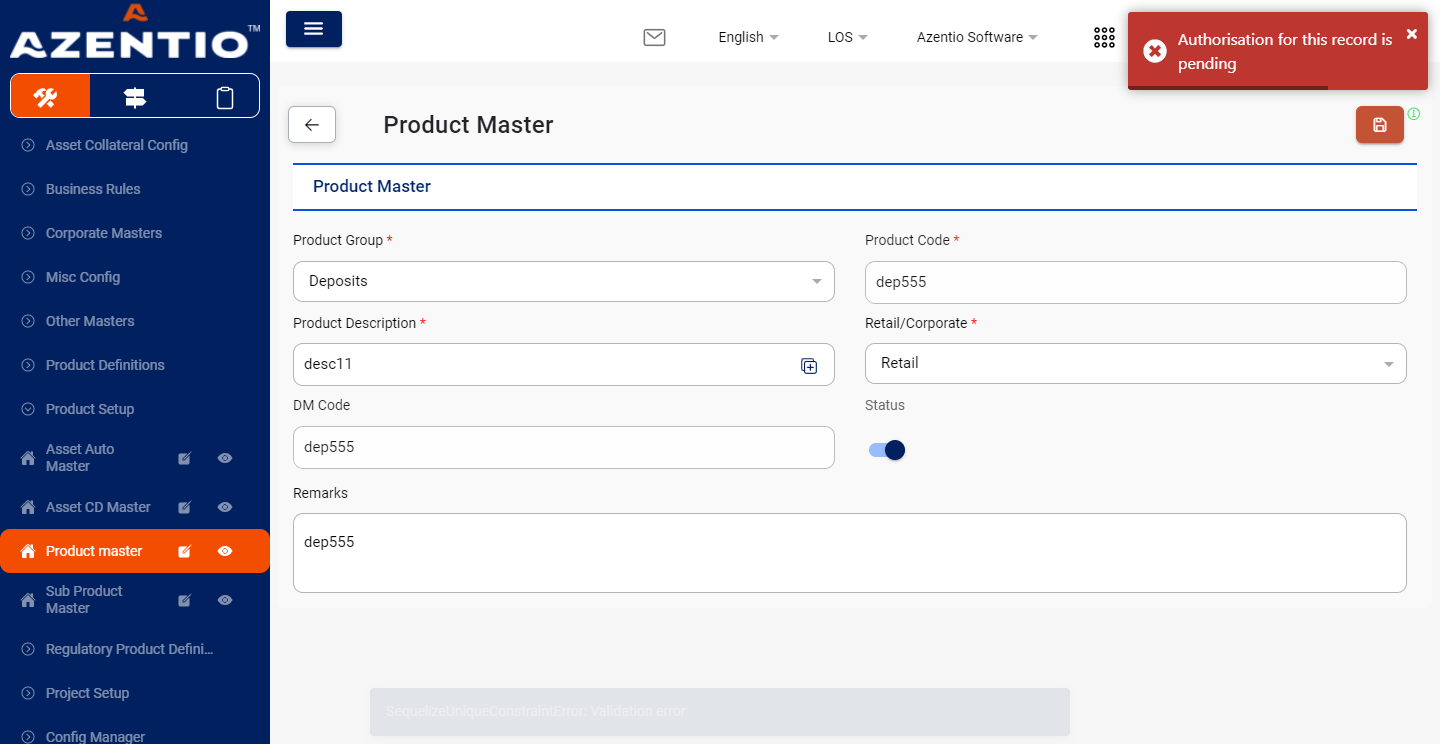 AZENTIO™
Asset Collateral Config
Business Rules
Corporate Masters
Misc Config
Other Masters
Product Definitions
Product Setup
Asset Auto
Master
Asset CD Master
Product master
Sub Product
Master
Regulatory Product Defini...
Project Setup
Config Manager
English
LOS
Azentio Software
Authorisation for this record is
pending
Product Master
Product Master
Product Group *
Deposits
Product Code *
dep555
Product Description *
desc11
Retail/Corporate *
Retail
DM Code
dep555
Status
Remarks
dep555
SequelizeUniqueConstraintError: Validation error